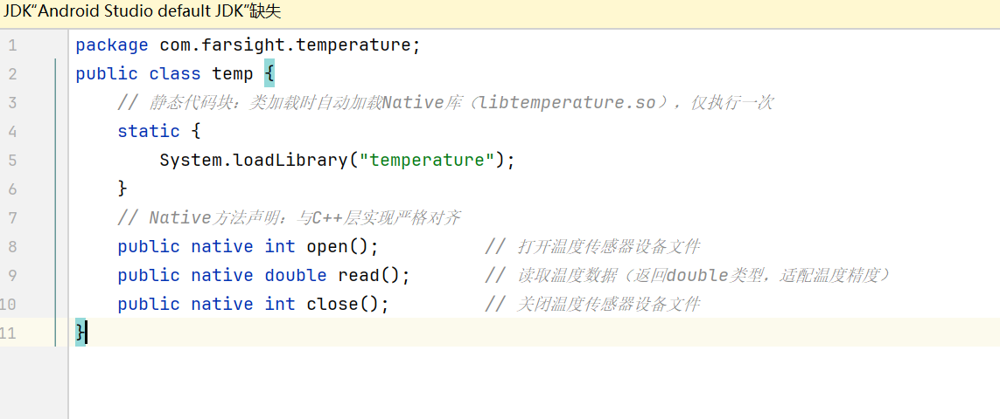 JDK“Android Studio default JDK”缺失
1 package com.farsight.temperature;
2 public class temp {
3 // 静态代码块：类加载时自动加载Native库（libtemperature.so），仅执行一次
4 static {
5 System.loadLibrary("temperature");
6 }
7 // Native方法声明：与C++层实现严格对齐
8 public native int open(); // 打开温度传感器设备文件
9 public native double read(); // 读取温度数据（返回double类型，适配温度精度）
10 public native int close(); // 关闭温度传感器设备文件
11 }